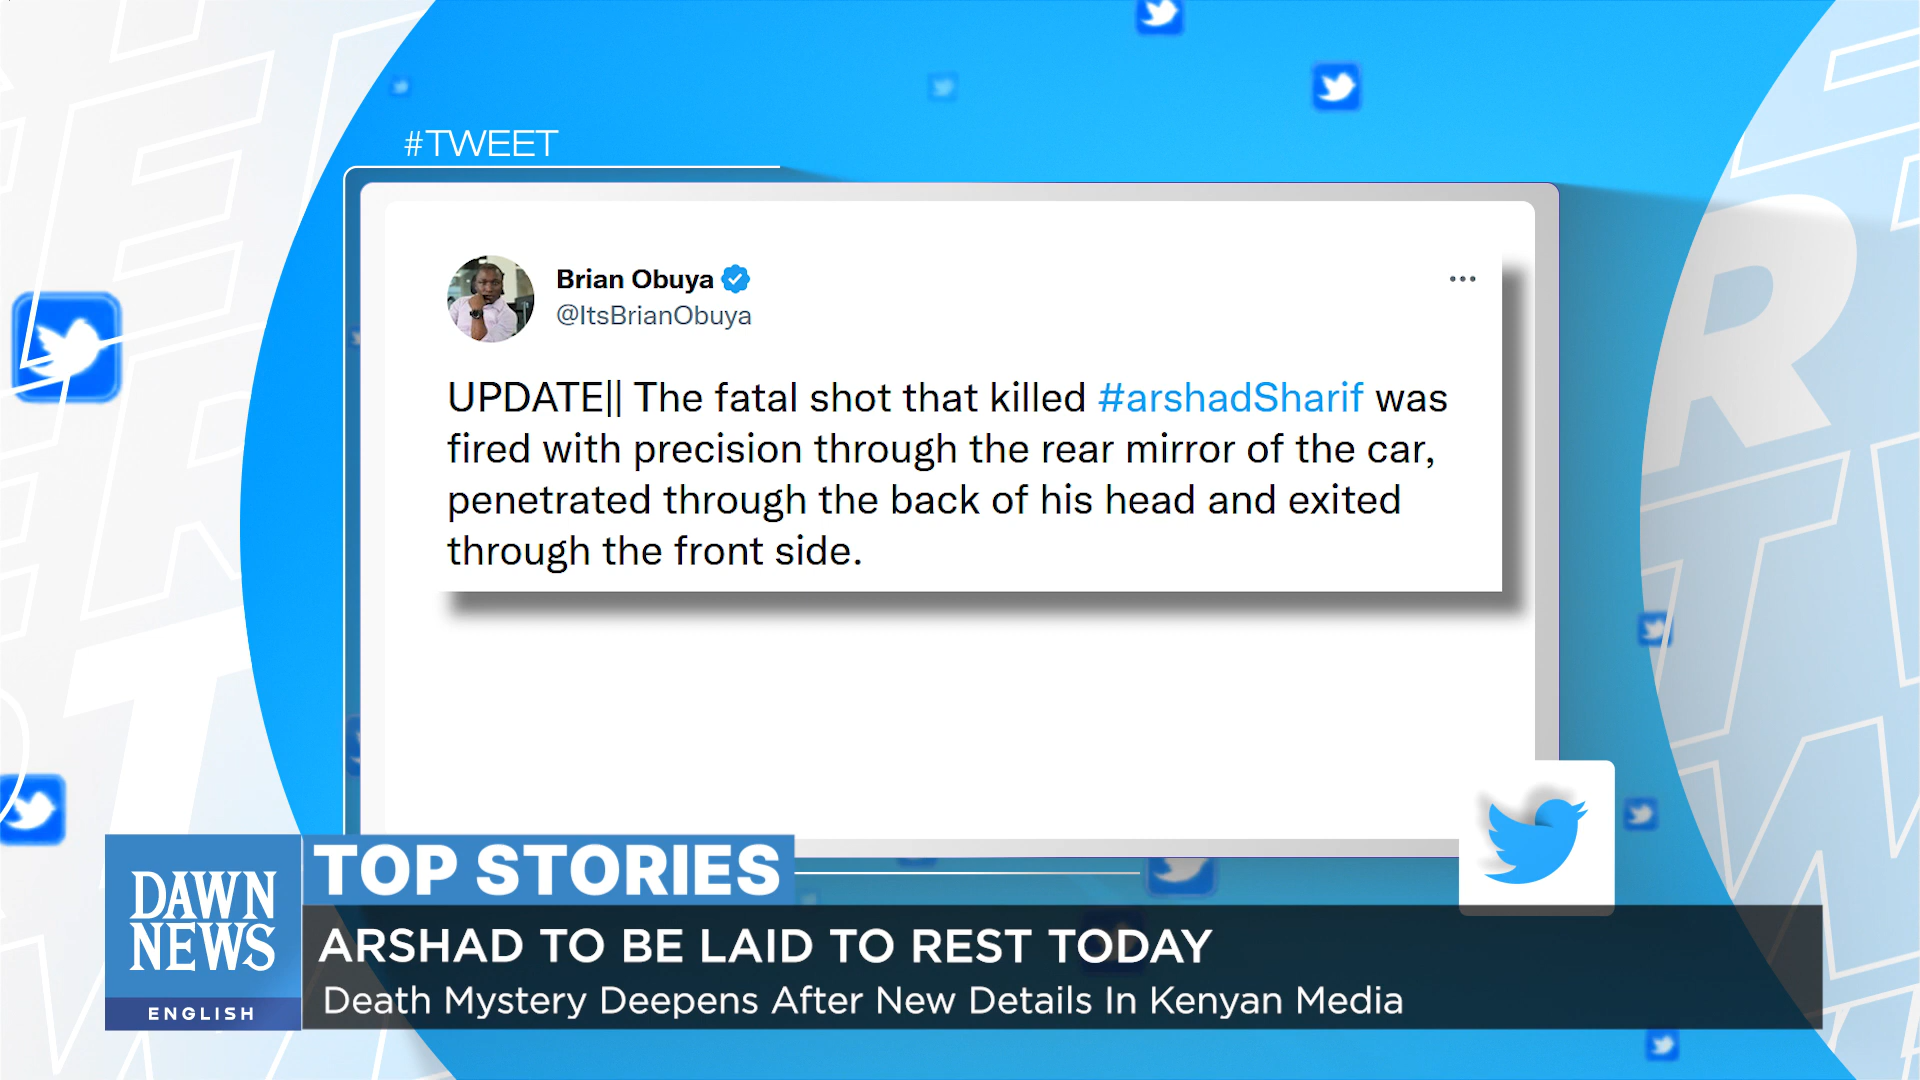 #TWEET
Brian Obuya
@ItsBrianObuya
UPDATE|| The fatal shot that killed #arshadSharif was
fired with precision through the rear mirror of the car,
penetrated through the back of his head and exited
through the front side.
TOP STORIES
DAWN
NEWS
ENGLISH
ARSHAD TO BE LAID TO REST TODAY
Death Mystery Deepens After New Details In Kenyan Media